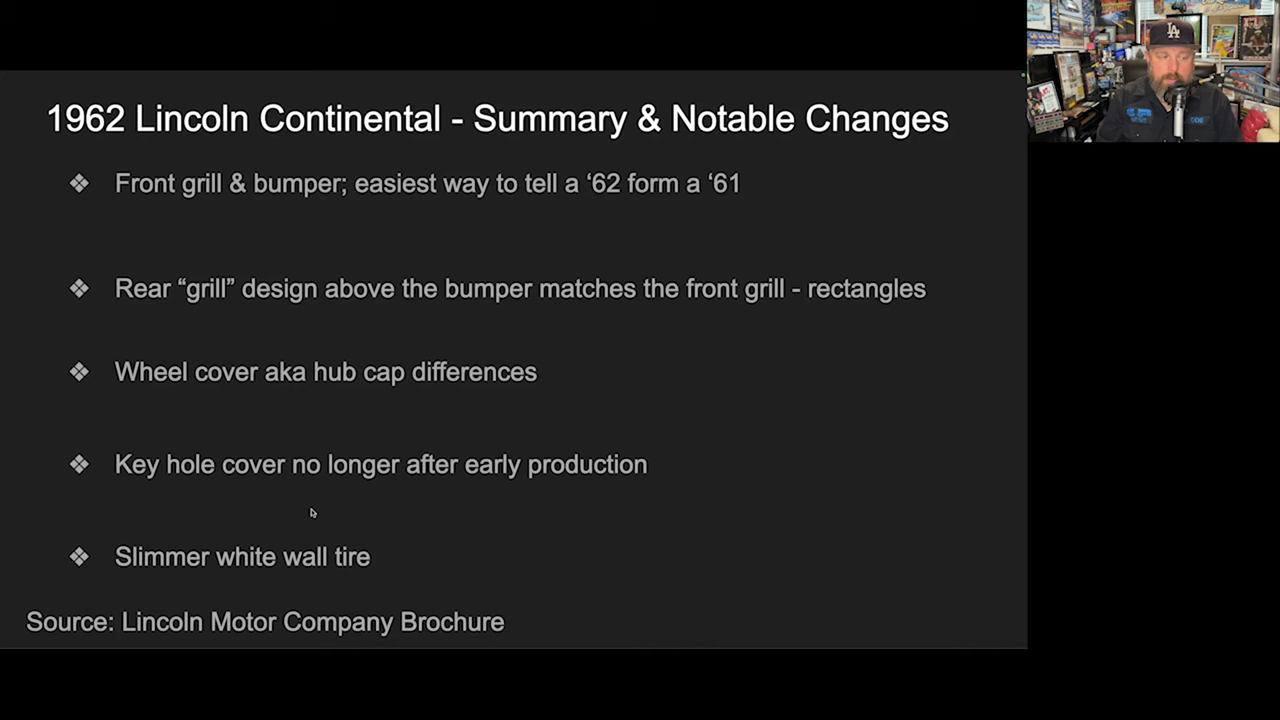 1962 Lincoln Continental - Summary & Notable Changes
❖ Front grill & bumper; easiest way to tell a ‘62 form a ‘61
❖ Rear “grill” design above the bumper matches the front grill - rectangles
❖ Wheel cover aka hub cap differences
❖ Key hole cover no longer after early production
❖ Slimmer white wall tire
Source: Lincoln Motor Company Brochure
LA